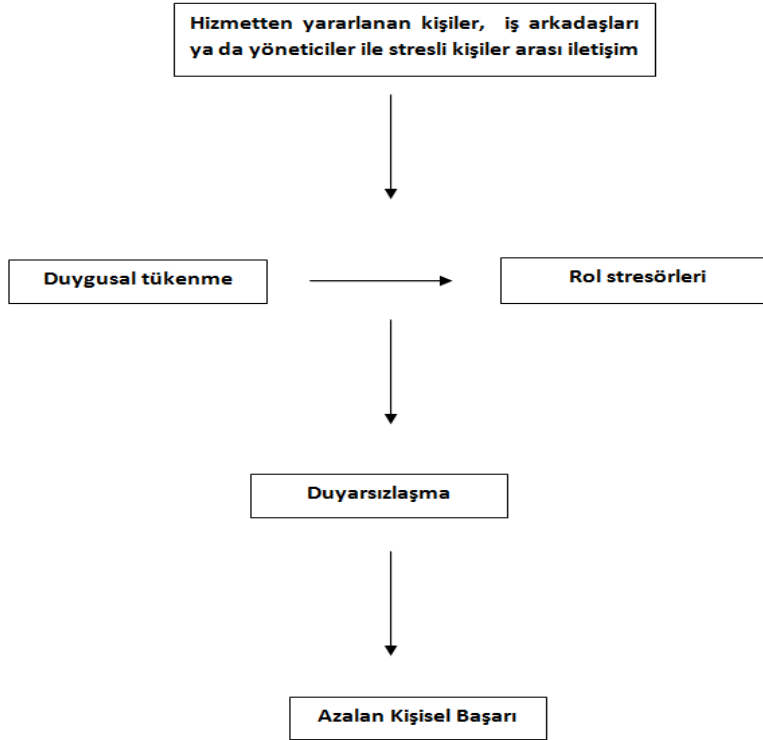 Hizmetten yararlanan kişiler, iş arkadaşları
ya da yöneticiler ile stresli kişiler arası iletişim
Duygusal tükenme
Rol stresörleri
Duyarsızlaşma
Azalan Kişisel Başarı